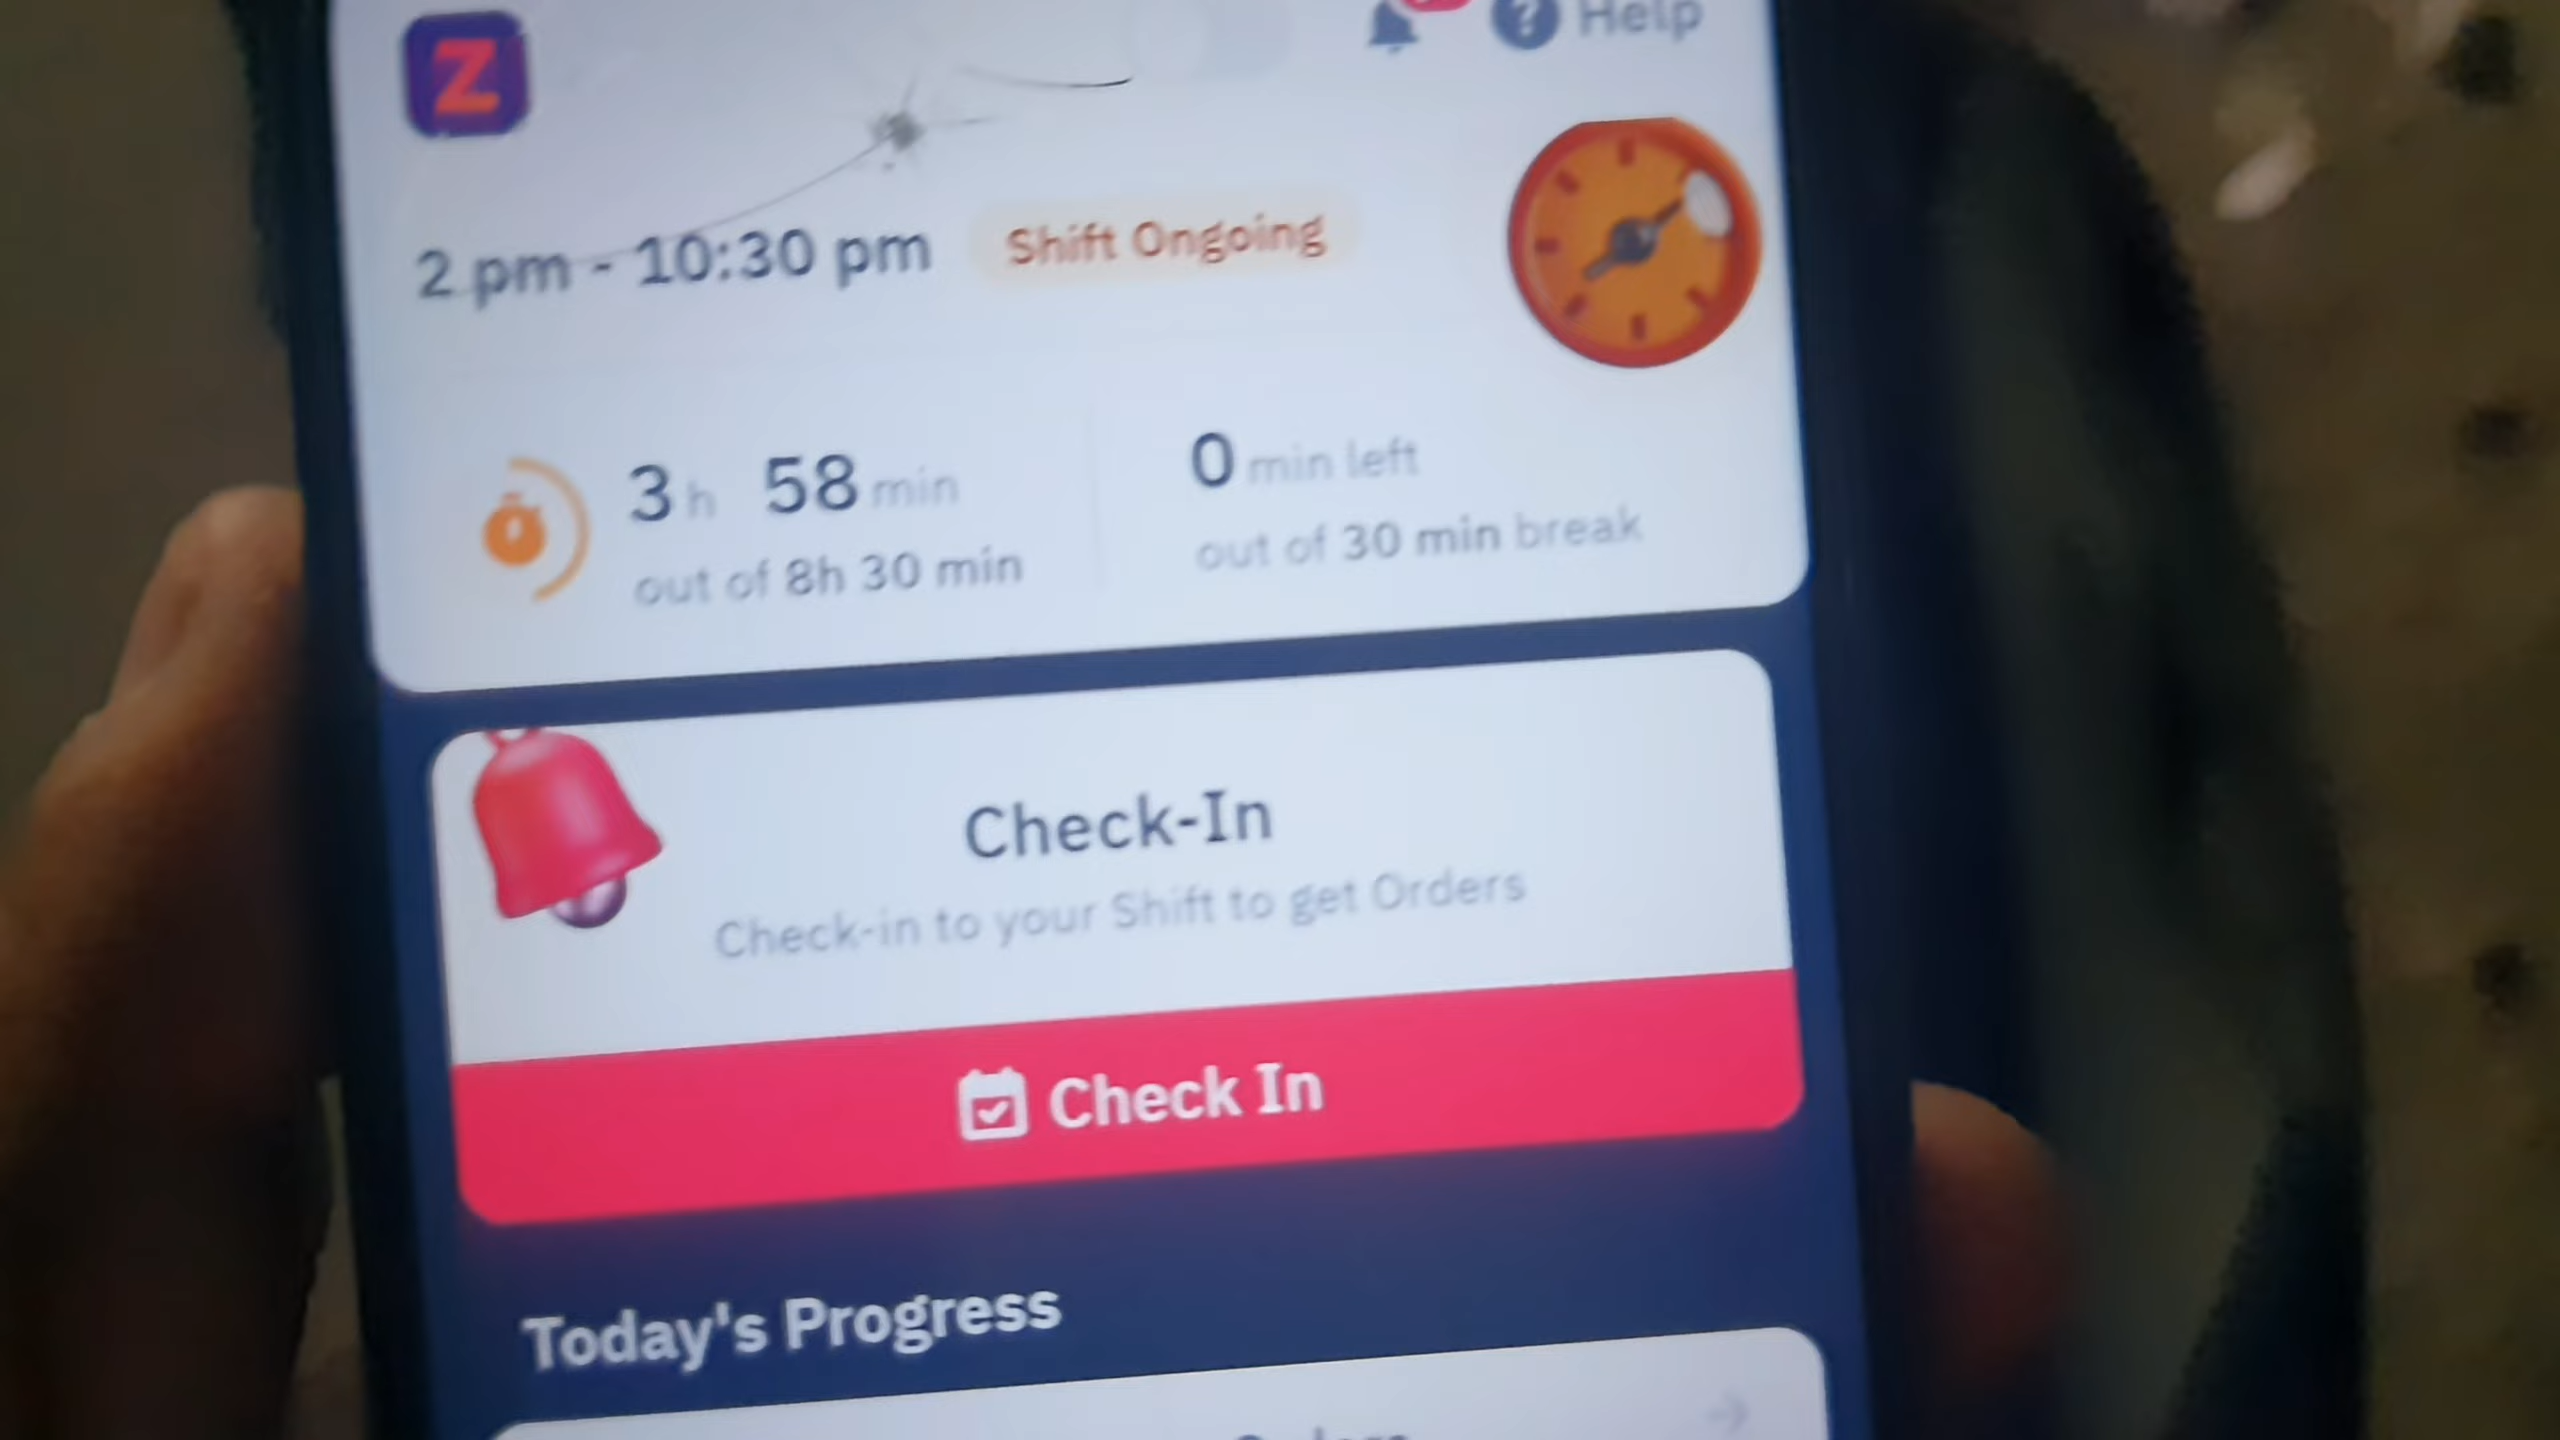 Z
Help
2 pm - 10:30 pm Shift Ongoing
3 h 58 min
out of 8h 30 min
0 min left
out of 30 min break
Check-In
Check-in to your Shift to get Orders
Check In
Today's Progress